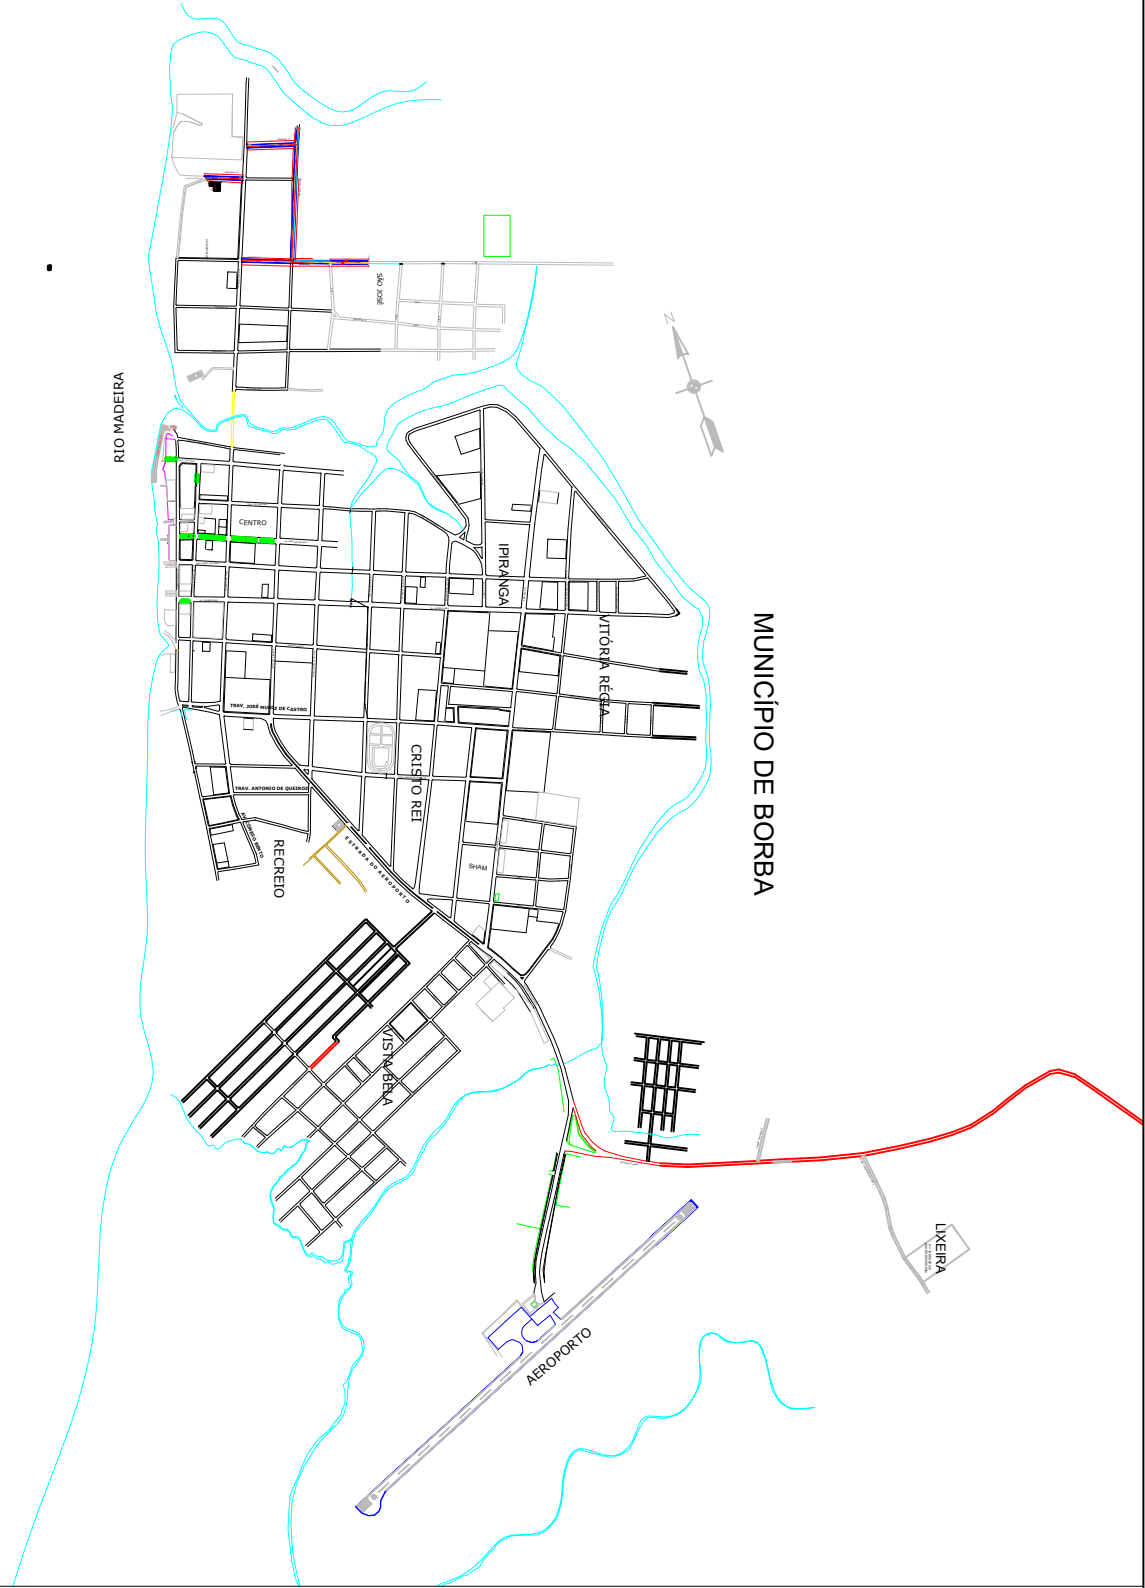 SÃO JOSÉ
N
RIO MADEIRA
CENTRO
IPIRANGA
VITÓRIA RÉGIA
MUNICÍPIO DE BORBA
TRAV. JOSÉ MUNIZ DE CASTRO
CRISTO REI
TRAV. ANTONIO DE QUEIROZ
RECREIO
ESTRADA DO AEROPORTO
SHAM
VISTA BELA
LIXEIRA
AEROPORTO